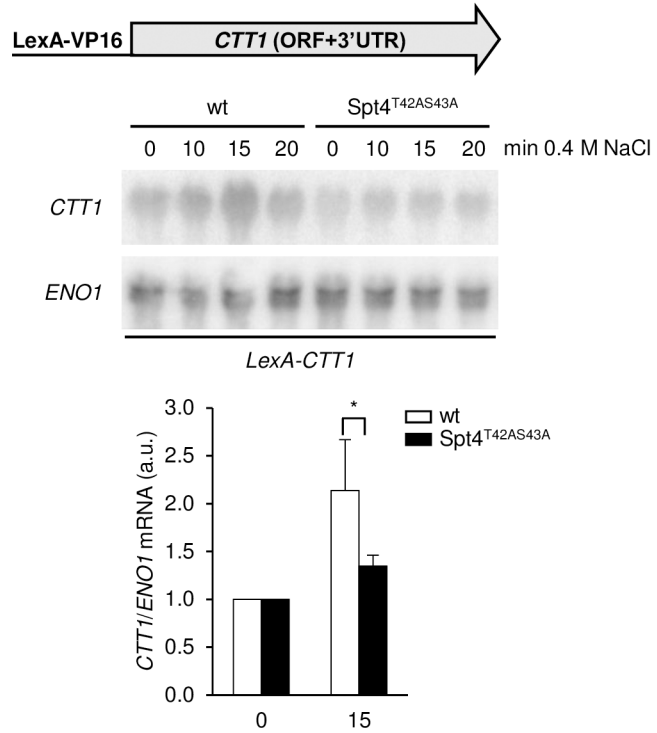 LexA-VP16 CTT1 (ORF+3’UTR)
wt Spt4T42AS43A
0 10 15 20 0 10 15 20 min 0.4 M NaCl
CTT1
ENO1
LexA-CTT1
CTT1/ENO1 mRNA (a.u.)
3.0
2.5
2.0
1.5
1.0
0.5
0.0
*
wt
Spt4T42AS43A
0 15